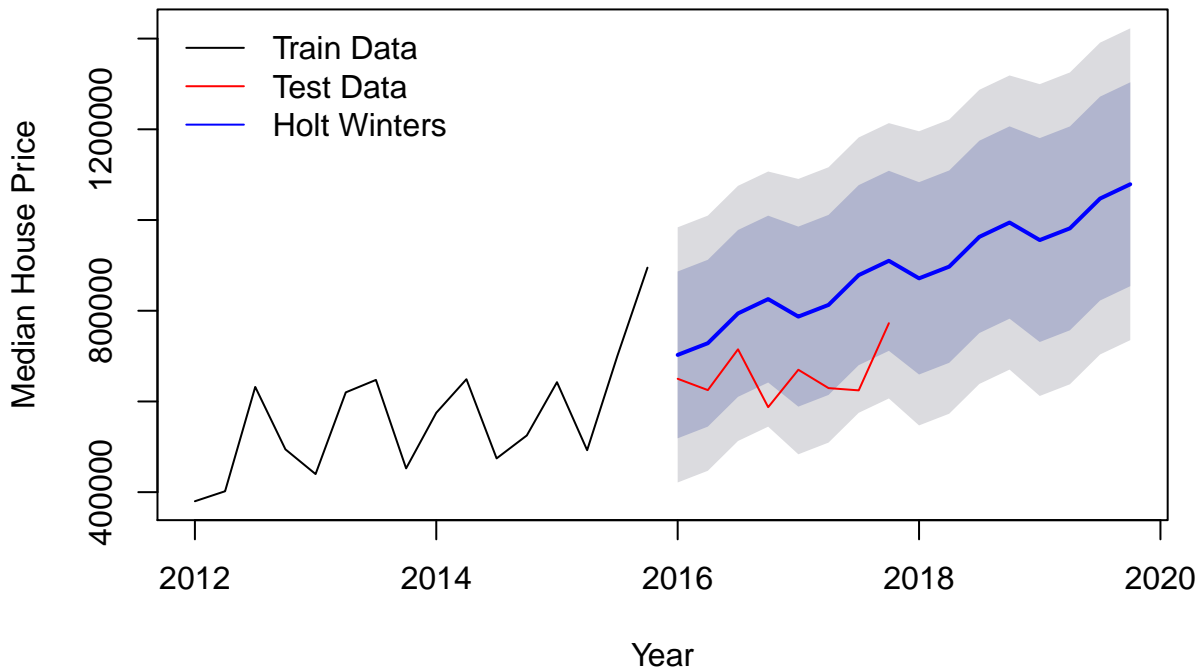 Train Data
Test Data
Holt Winters
Median House Price
400000
800000
1200000
2012
2014
2016
2018
2020
Year